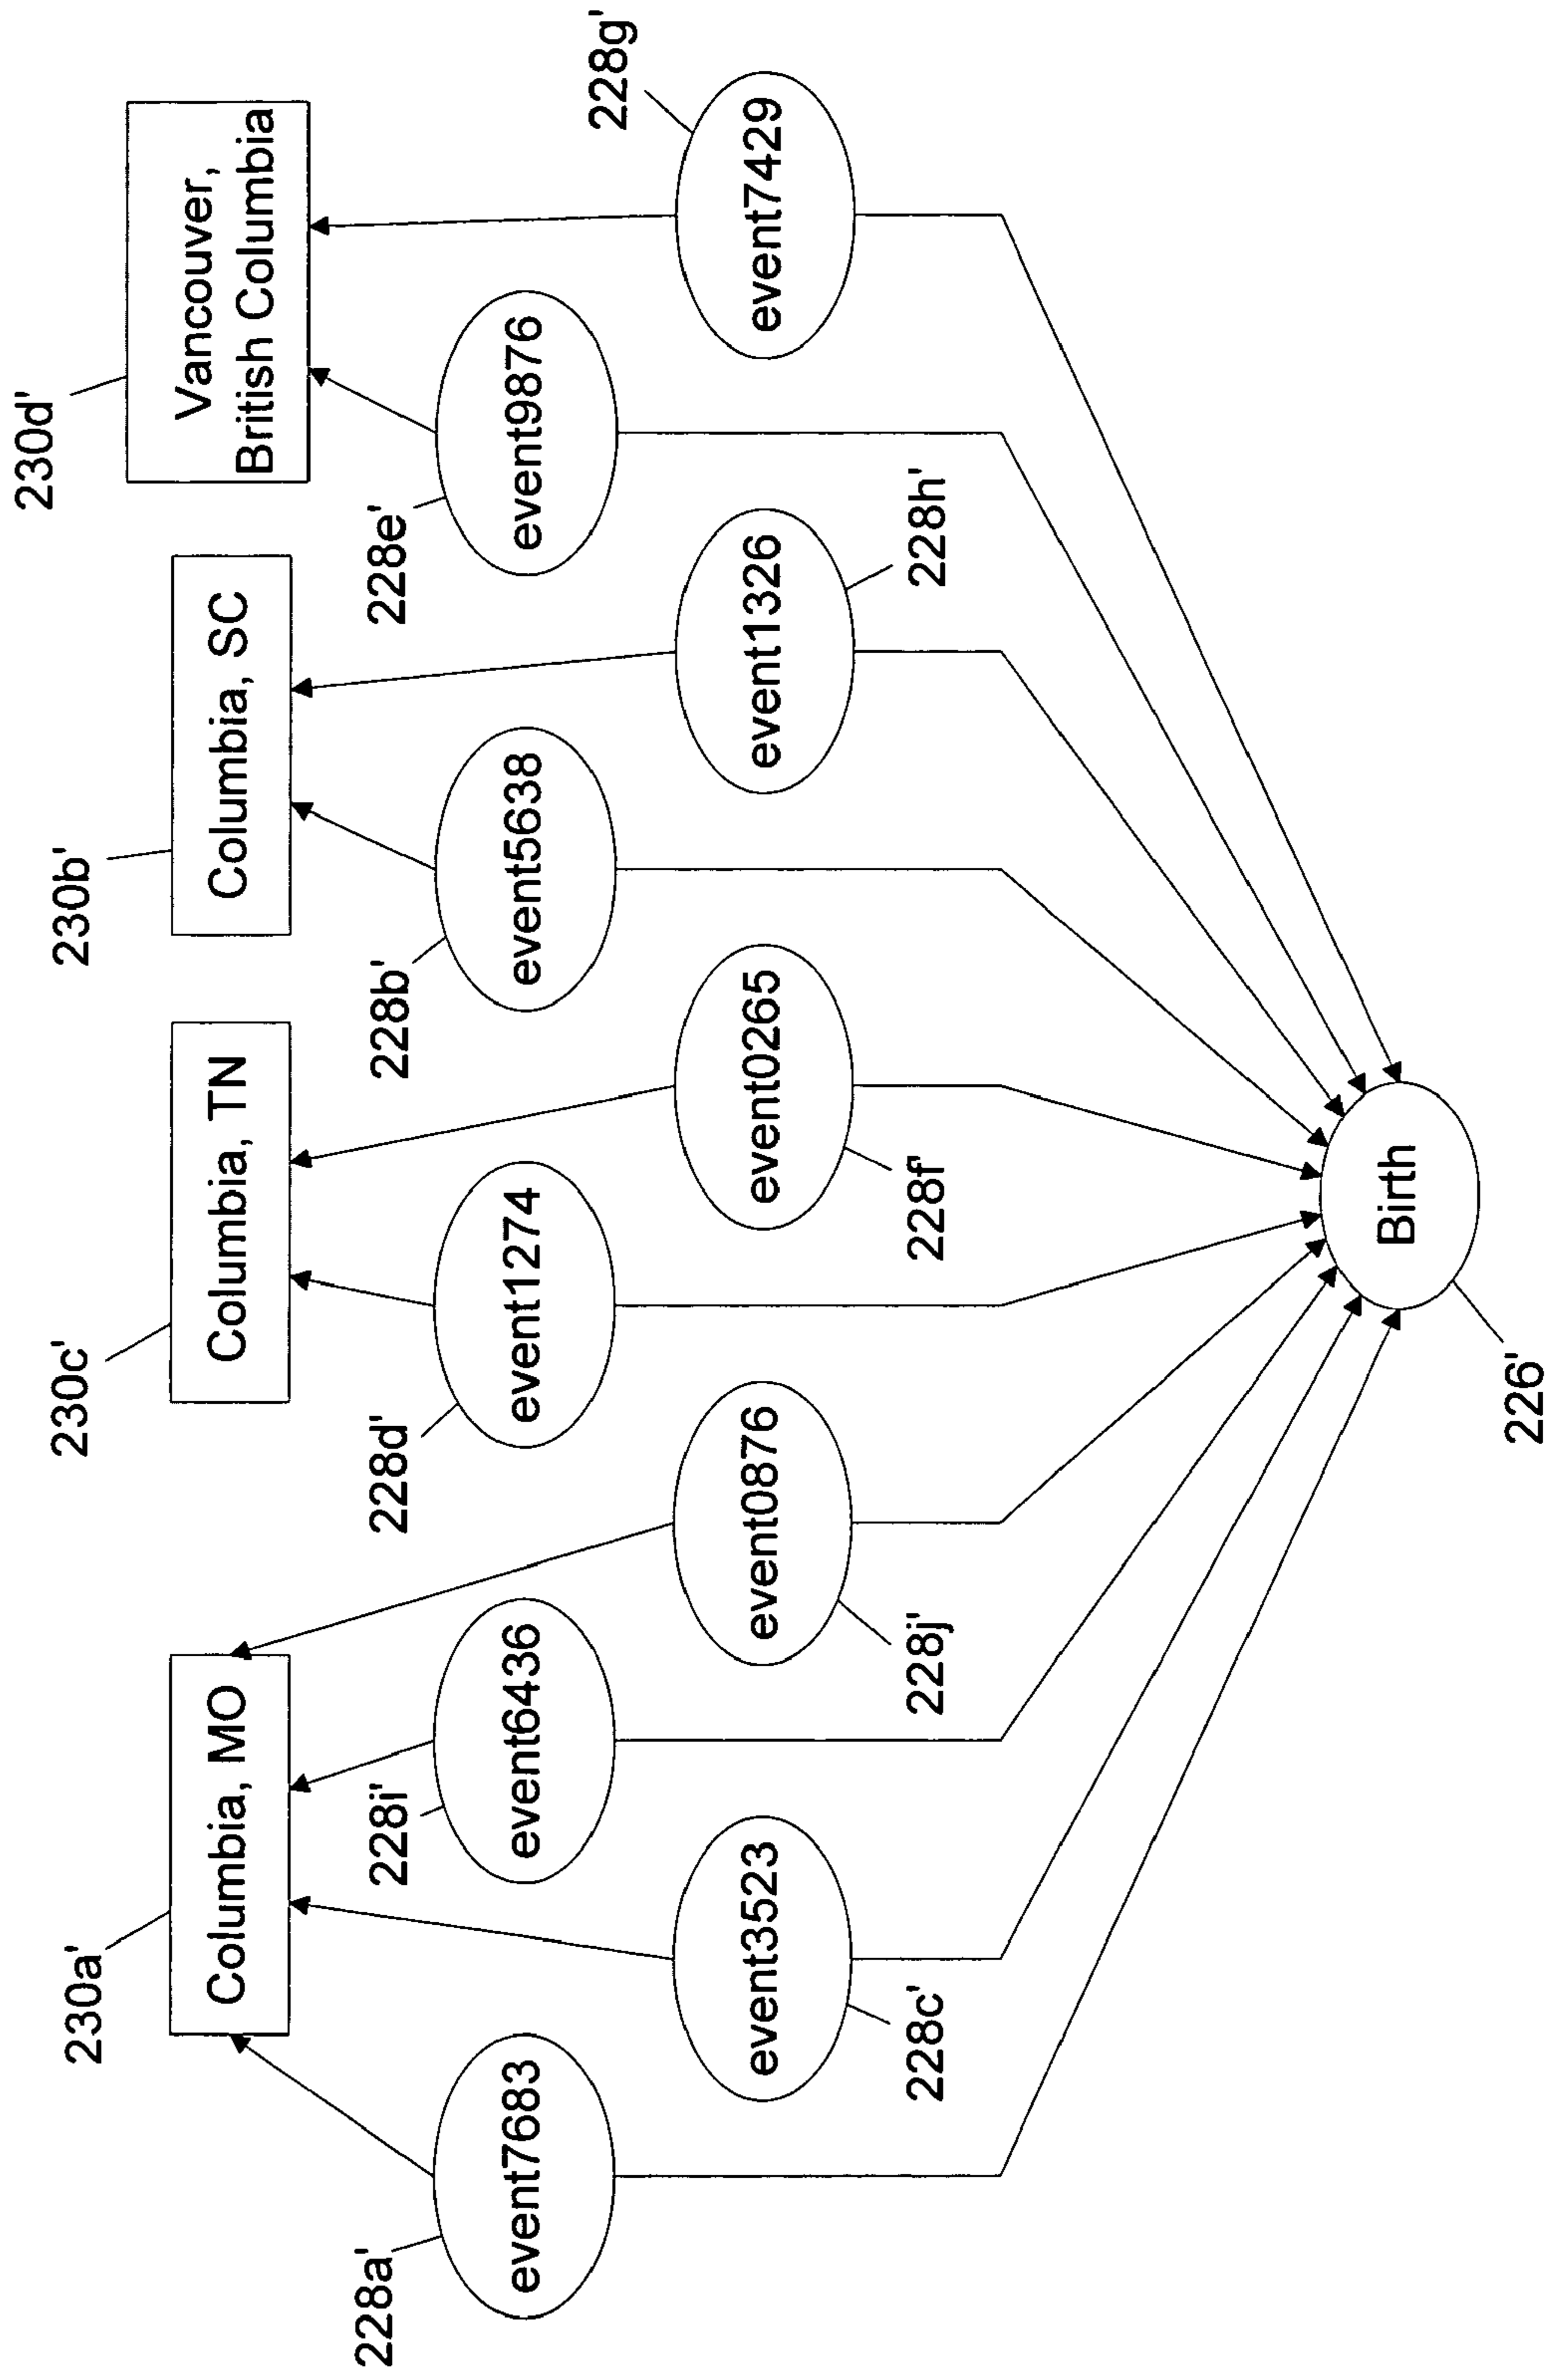 230a'
230c'
230b'
230d'
Columbia, MO
Columbia, TN
Columbia, SC
Vancouver,
British Columbia
228a'
228i'
228d'
228b'
228e'
event7683
event6436
event1274
event5638
event9876
228g'
event3523
event0876
event0265
event1326
event7429
228c'
228j'
228f'
228h'
Birth
226'